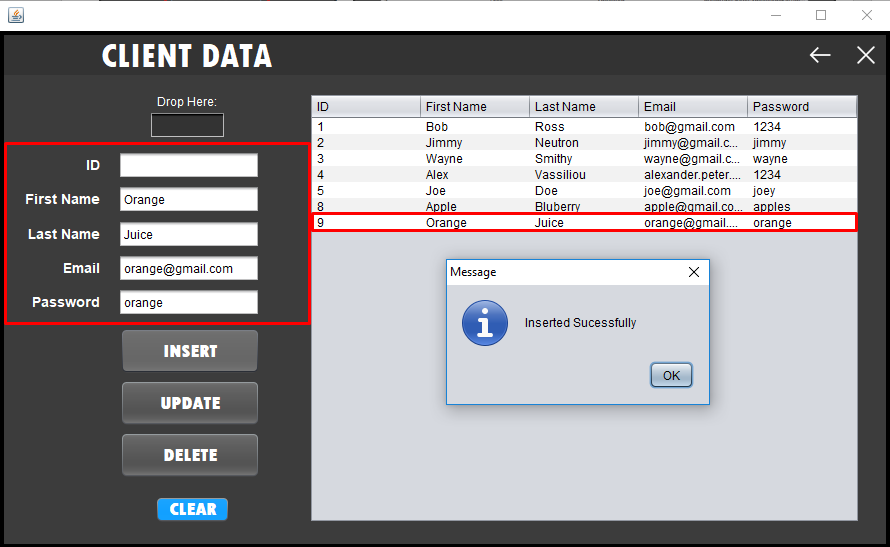 CLIENT DATA
Drop Here:
ID
First Name Orange
Last Name Juice
Email orange@gmail.com
Password orange
INSERT
UPDATE
DELETE
CLEAR
ID First Name Last Name Email Password
1 Bob Ross bob@gmail.com 1234
2 Jimmy Neutron jimmy@gmail.c... jimmy
3 Wayne Smithy wayne@gmail.c... wayne
4 Alex Vassiliou alexander.peter.... 1234
5 Joe Doe joe@gmail.com joey
8 Apple Bluberry apple@gmail.co... apples
9 Orange Juice orange@gmail.... orange
Message
Inserted Sucessfully
OK